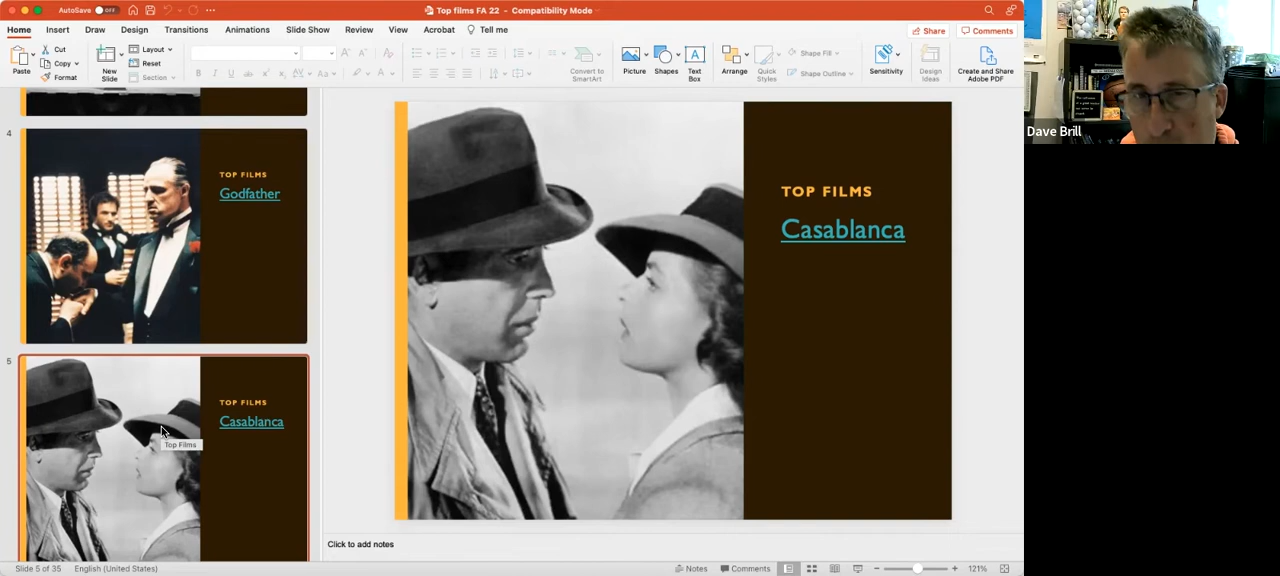 AutoSave OFF
Top films FA 22 - Compatibility Mode
Home Insert Draw Design Transitions Animations Slide Show Review View Acrobat Tell me
Share Comments
Paste
Cut
Copy
Format
New Slide
Layout
Reset
Section
Convert to SmartArt
Picture
Shapes
Text Box
Arrange
Quick Styles
Shape Fill
Shape Outline
Sensitivity
Design Ideas
Create and Share Adobe PDF
4
TOP FILMS
Godfather
5
TOP FILMS
Casablanca
Top Films
TOP FILMS
Casablanca
Click to add notes
Slide 5 of 35 English (United States)
Notes Comments 121%
Dave Brill